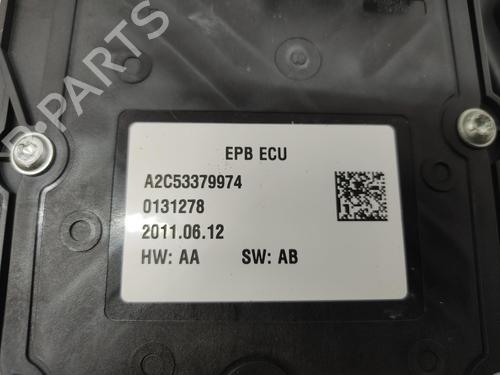 EPB ECU
A2C53379974
0131278
2011.06.12
HW: AA SW: AB
B-PARTS